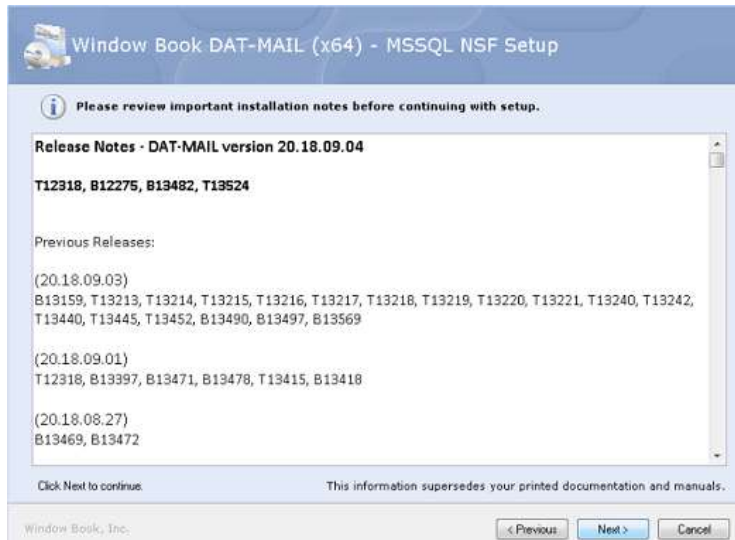 Window Book DAT-MAIL (x64) - MSSQL NSF Setup
Please review important installation notes before continuing with setup.
Release Notes - DAT-MAIL version 20.18.09.04
T12318, B12275, B13482, T13524
Previous Releases:
(20.18.09.03)
B13159, T13213, T13214, T13215, T13216, T13217, T13218, T13219, T13220, T13221, T13240, T13242,
T13440, T13445, T13452, B13490, B13497, B13569
(20.18.09.01)
T12318, B13397, B13471, B13478, T13415, B13418
(20.18.08.27)
B13469, B13472
Click Next to continue.
This information supersedes your printed documentation and manuals.
Window Book, Inc.
< Previous
Next >
Cancel